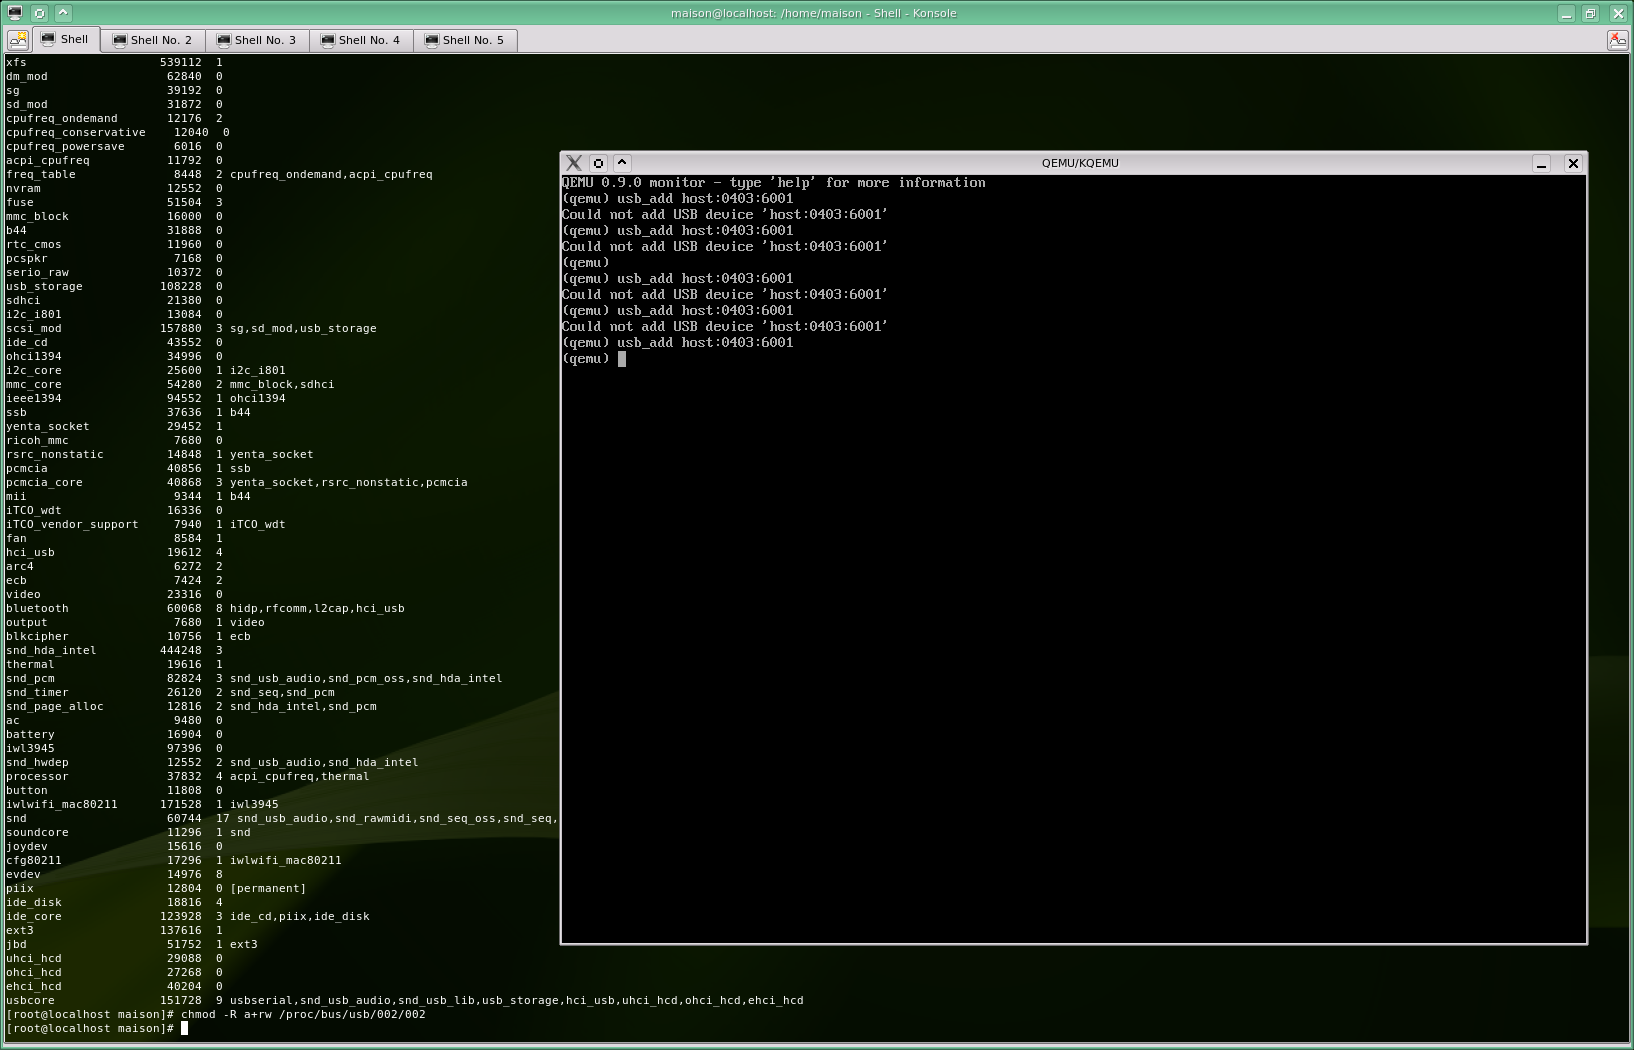 maison@localhost: /home/maison - Shell - Konsole
Shell
Shell No. 2
Shell No. 3
Shell No. 4
Shell No. 5
xfs 539112 1
dm_mod 62840 0
sg 39192 0
sd_mod 31872 0
cpufreq_ondemand 12176 2
cpufreq_conservative 12040 0
cpufreq_powersave 6016 0
acpi_cpufreq 11792 0
freq_table 8448 2 cpufreq_ondemand,acpi_cpufreq
nvram 12552 0
fuse 51504 3
mmc_block 16000 0
b44 31888 0
rtc_cmos 11960 0
pcspkr 7168 0
serio_raw 10372 0
usb_storage 108228 0
sdhci 21380 0
i2c_i801 13084 0
scsi_mod 157880 3 sg,sd_mod,usb_storage
ide_cd 43552 0
ohci1394 34996 0
i2c_core 25600 1 i2c_i801
mmc_core 54280 2 mmc_block,sdhci
ieee1394 94552 1 ohci1394
ssb 37636 1 b44
yenta_socket 29452 1
ricoh_mmc 7680 0
rsrc_nonstatic 14848 1 yenta_socket
pcmcia 40856 1 ssb
pcmcia_core 40868 3 yenta_socket,rsrc_nonstatic,pcmcia
mii 9344 1 b44
iTCO_wdt 16336 0
iTCO_vendor_support 7940 1 iTCO_wdt
fan 8584 1
hci_usb 19612 4
arc4 6272 2
ecb 7424 2
video 23316 0
bluetooth 60068 8 hidp,rfcomm,l2cap,hci_usb
output 7680 1 video
blkcipher 10756 1 ecb
snd_hda_intel 444248 3
thermal 19616 1
snd_pcm 82824 3 snd_usb_audio,snd_pcm_oss,snd_hda_intel
snd_timer 26120 2 snd_seq,snd_pcm
snd_page_alloc 12816 2 snd_hda_intel,snd_pcm
ac 9480 0
battery 16904 0
iwl3945 97396 0
snd_hwdep 12552 2 snd_usb_audio,snd_hda_intel
processor 37832 4 acpi_cpufreq,thermal
button 11808 0
iwlwifi_mac80211 171528 1 iwl3945
snd 60744 17 snd_usb_audio,snd_rawmidi,snd_seq_oss,snd_seq,
soundcore 11296 1 snd
joydev 15616 0
cfg80211 17296 1 iwlwifi_mac80211
evdev 14976 8
piix 12804 0 [permanent]
ide_disk 18816 4
ide_core 123928 3 ide_cd,piix,ide_disk
ext3 137616 1
jbd 51752 1 ext3
uhci_hcd 29088 0
ohci_hcd 27268 0
ehci_hcd 40204 0
usbcore 151728 9 usbserial,snd_usb_audio,snd_usb_lib,usb_storage,hci_usb,uhci_hcd,ohci_hcd,ehci_hcd
[root@localhost maison]# chmod -R a+rw /proc/bus/usb/002/002
[root@localhost maison]#
QEMU/KQEMU
QEMU 0.9.0 monitor - type 'help' for more information
(qemu) usb_add host:0403:6001
Could not add USB device 'host:0403:6001'
(qemu) usb_add host:0403:6001
Could not add USB device 'host:0403:6001'
(qemu)
(qemu) usb_add host:0403:6001
Could not add USB device 'host:0403:6001'
(qemu) usb_add host:0403:6001
Could not add USB device 'host:0403:6001'
(qemu) usb_add host:0403:6001
(qemu)